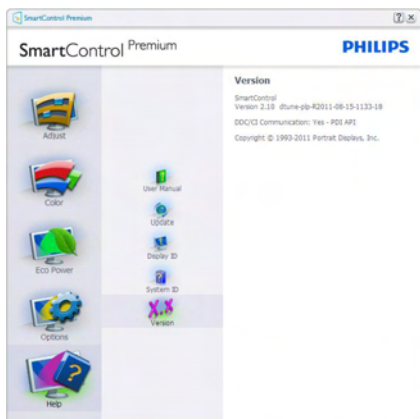 SmartControl Premium
SmartControl Premium
PHILIPS
Version
SmartControl
Version 2.10 dtune-plp-R2011-08-15-1133-18
DDC/CI Communication: Yes - PDI API
Copyright © 1993-2011 Portrait Displays, Inc.
Adjust
Color
Eco Power
Options
Help
User Manual
Update
Display ID
System ID
X.X
Version